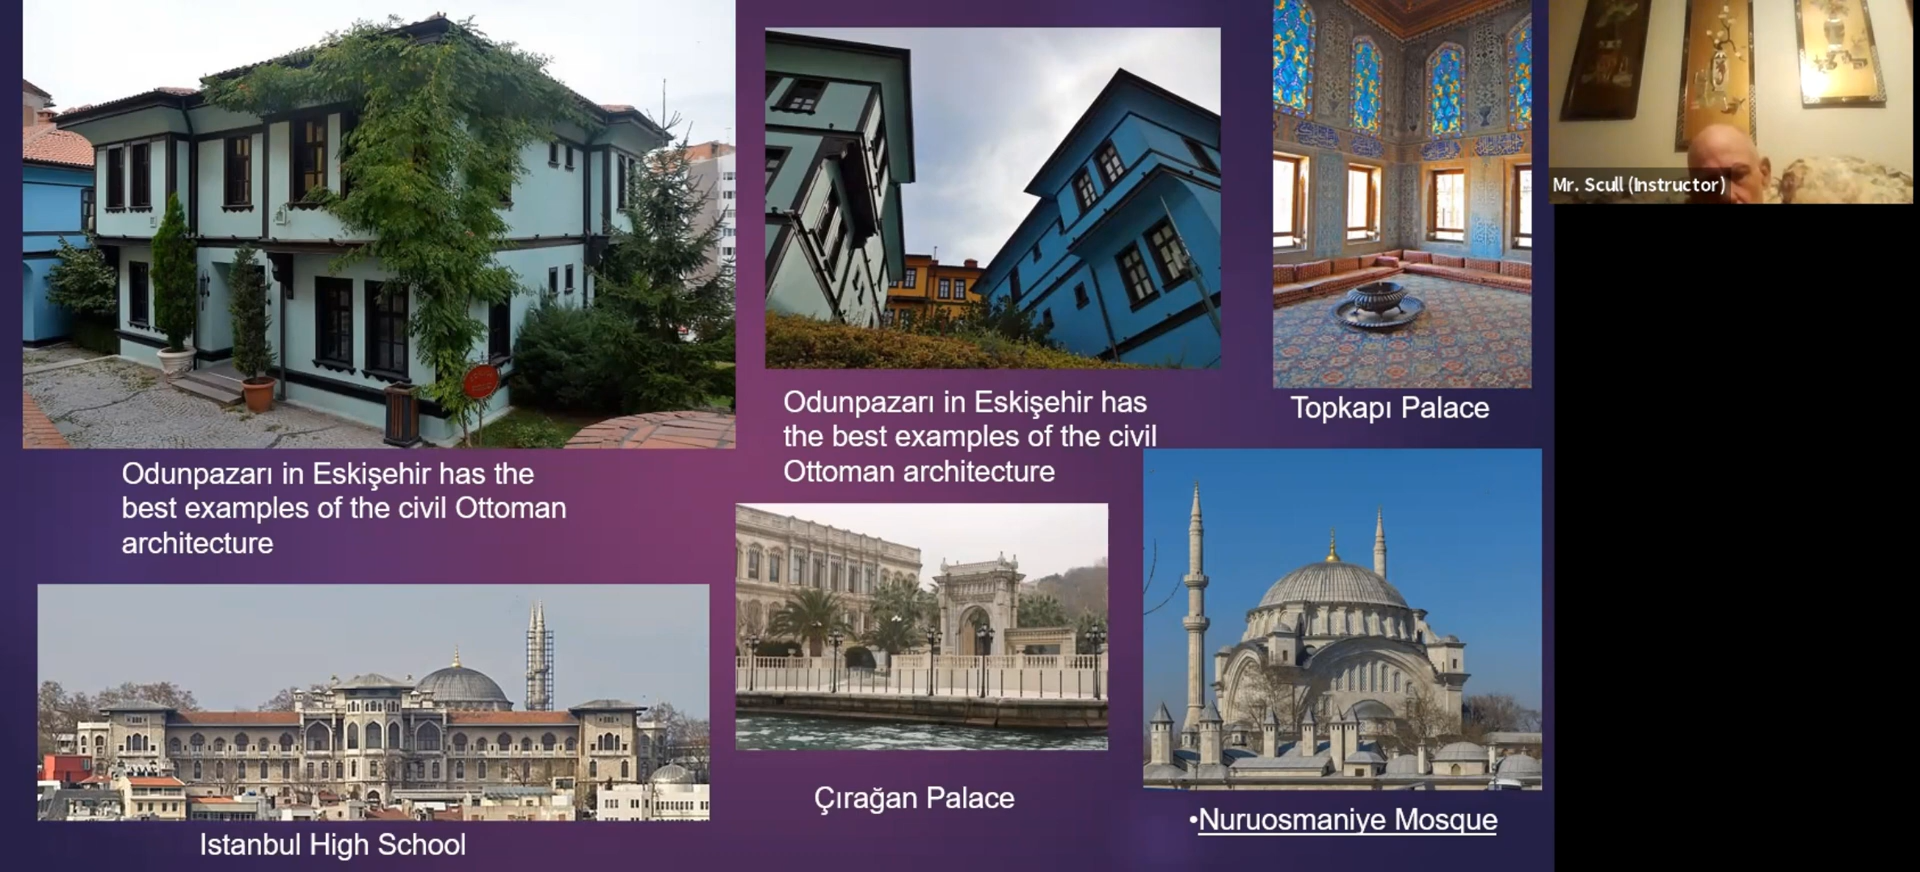 Odunpazarı in Eskişehir has the
best examples of the civil Ottoman
architecture
Odunpazarı in Eskişehir has
the best examples of the civil
Ottoman architecture
Topkapı Palace
Mr. Scull (Instructor)
Istanbul High School
Çırağan Palace
•Nuruosmaniye Mosque